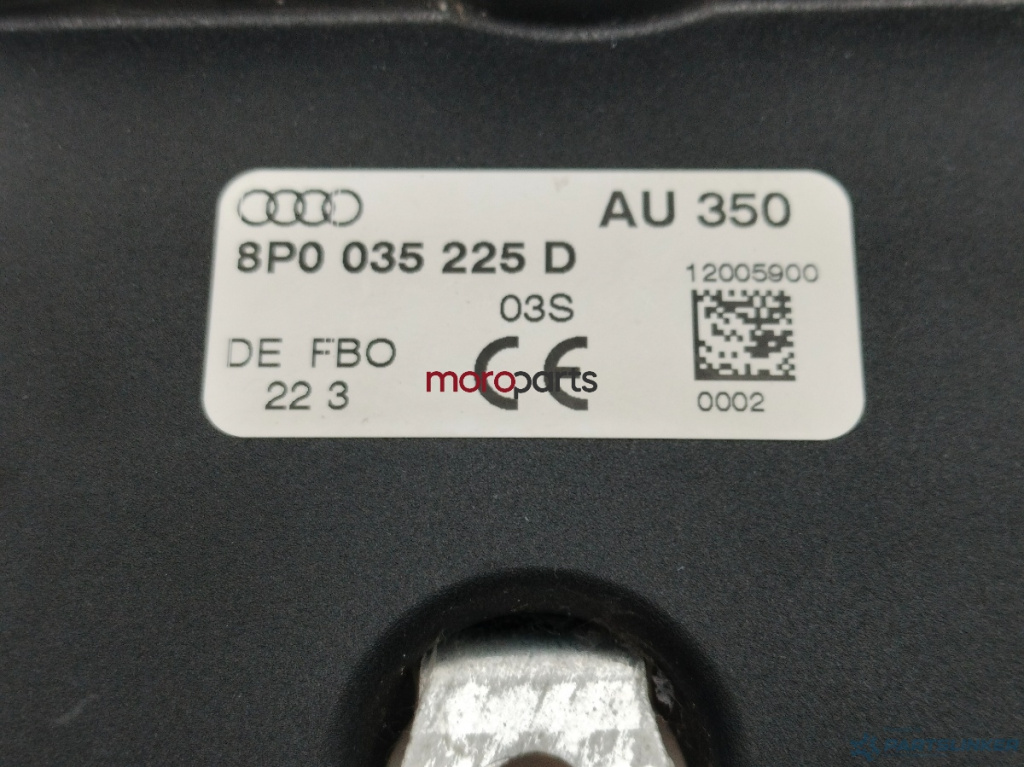 AU 350
8P0 035 225 D
12005900
03S
DE FBO
moroparts
22 3
0002